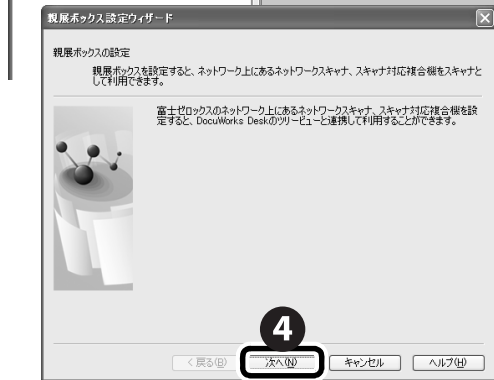 親展ボックス設定ウィザード
親展ボックスの設定
親展ボックスを設定すると、ネットワーク上にあるネットワークスキャナ、スキャナ対応複合機をスキャナと
して利用できます。
富士ゼロックスのネットワーク上にあるネットワークスキャナ、スキャナ対応複合機を設
定すると、DocuWorks Deskのツリービューと連携して利用することができます。
4
< 戻る(B)
次へ(N)
キャンセル
ヘルプ(H)